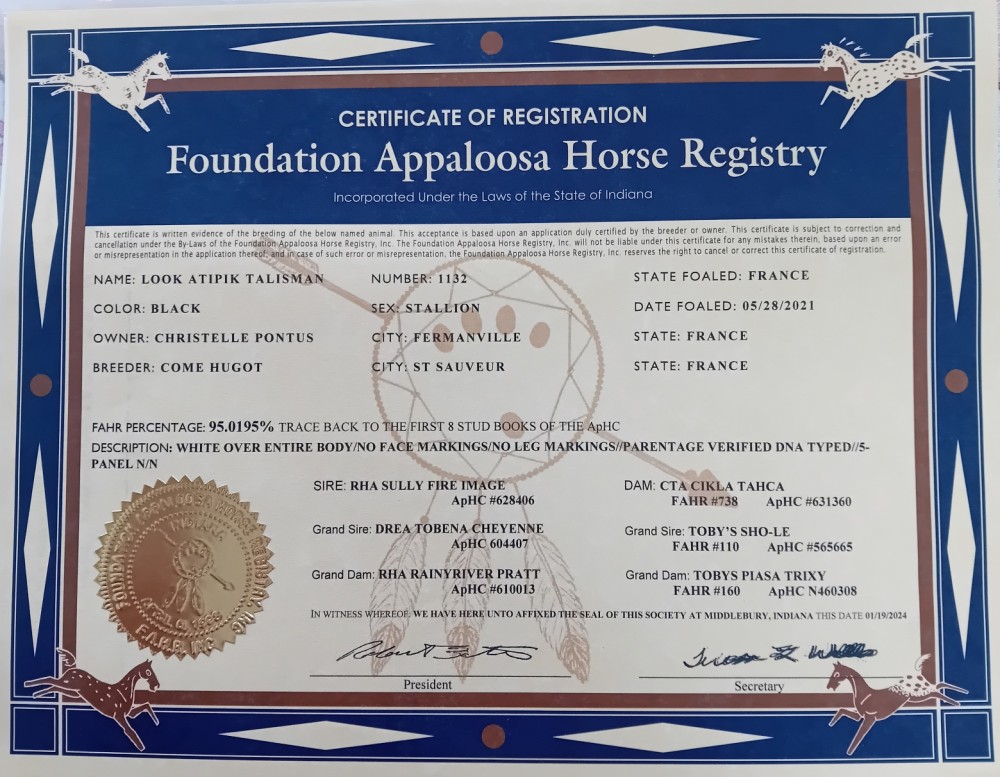 CERTIFICATE OF REGISTRATION
Foundation Appaloosa Horse Registry
Incorporated Under the Laws of the State of Indiana
This certificate is written evidence of the breeding of the below named animal. This acceptance is based upon an application duly certified by the breeder or owner. This certificate is subject to correction and
cancellation under the By-Laws of the Foundation Appaloosa Horse Registry, Inc. The Foundation Appaloosa Horse Registry, Inc. will not be liable under this certificate for any mistakes therein, based upon an error
or misrepresentation in the application thereof, and in case of such error or misrepresentation, the Foundation Appaloosa Horse Registry, Inc. reserves the right to cancel or correct this certificate of registration.
NAME: LOOK ATIPIK TALISMAN NUMBER: 1132 STATE FOALED: FRANCE
COLOR: BLACK SEX: STALLION DATE FOALED: 05/28/2021
OWNER: CHRISTELLE PONTUS CITY: FERMANVILLE STATE: FRANCE
BREEDER: COME HUGOT CITY: ST SAUVEUR STATE: FRANCE
FAHR PERCENTAGE: 95.0195% TRACE BACK TO THE FIRST 8 STUD BOOKS OF THE ApHC
DESCRIPTION: WHITE OVER ENTIRE BODY/NO FACE MARKINGS/NO LEG MARKINGS//PARENTAGE VERIFIED DNA TYPED//5-
PANEL N/N
SIRE: RHA SULLY FIRE IMAGE DAM: CTA CIKLA TAHCA
ApHC #628406 FAHR #738 ApHC #631360
Grand Sire: DREA TOBENA CHEYENNE Grand Sire: TOBY'S SHO-LE
ApHC 604407 FAHR #110 ApHC #565665
Grand Dam: RHA RAINYRIVER PRATT Grand Dam: TOBYS PIASA TRIXY
ApHC #610013 FAHR #160 ApHC N460308
IN WITNESS WHEREOF: WE HAVE HERE UNTO AFFIXED THE SEAL OF THIS SOCIETY AT MIDDLEBURY, INDIANA THIS DATE 01/19/2024
President Secretary